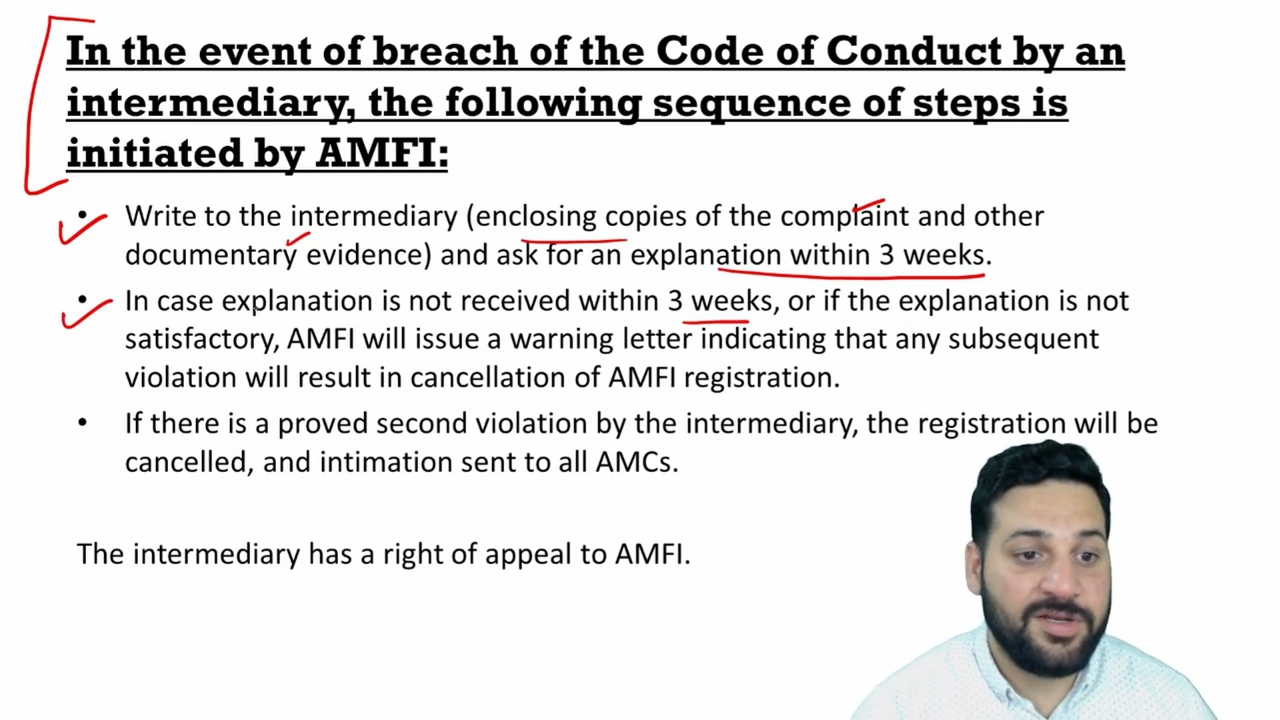 In the event of breach of the Code of Conduct by an
intermediary, the following sequence of steps is
initiated by AMFI:
• Write to the intermediary (enclosing copies of the complaint and other
documentary evidence) and ask for an explanation within 3 weeks.
• In case explanation is not received within 3 weeks, or if the explanation is not
satisfactory, AMFI will issue a warning letter indicating that any subsequent
violation will result in cancellation of AMFI registration.
• If there is a proved second violation by the intermediary, the registration will be
cancelled, and intimation sent to all AMCs.
The intermediary has a right of appeal to AMFI.